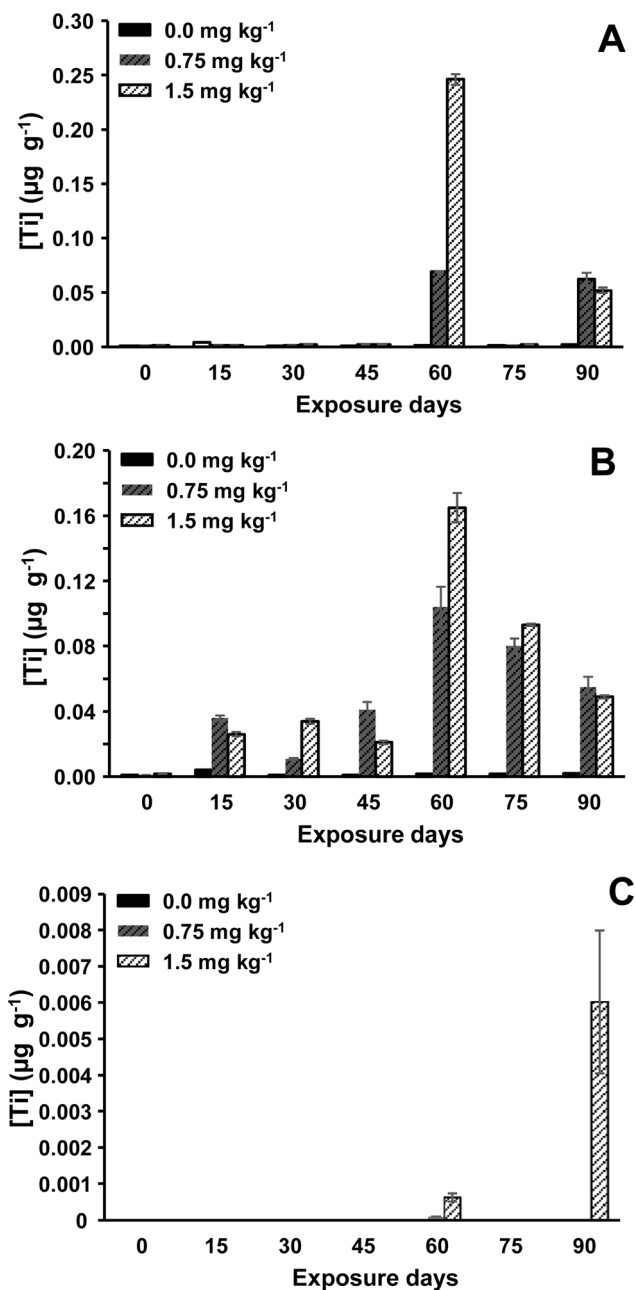 A
0.0 mg kg⁻¹
0.75 mg kg⁻¹
1.5 mg kg⁻¹
[Ti] (µg g⁻¹)
0.30
0.25
0.20
0.15
0.10
0.05
0.00
0 15 30 45 60 75 90
Exposure days
B
0.0 mg kg⁻¹
0.75 mg kg⁻¹
1.5 mg kg⁻¹
[Ti] (µg g⁻¹)
0.20
0.16
0.12
0.08
0.04
0.00
0 15 30 45 60 75 90
Exposure days
C
0.0 mg kg⁻¹
0.75 mg kg⁻¹
1.5 mg kg⁻¹
[Ti] (µg g⁻¹)
0.009
0.008
0.007
0.006
0.005
0.004
0.003
0.002
0.001
0
0 15 30 45 60 75 90
Exposure days